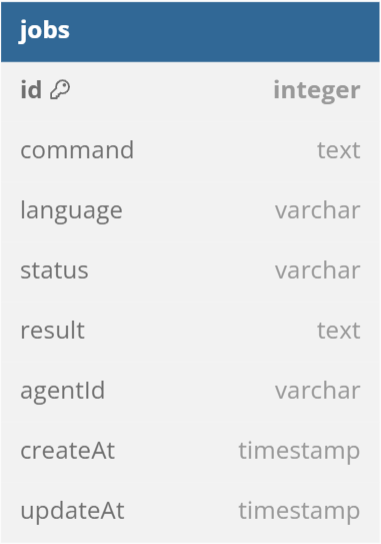 jobs
id integer
command text
language varchar
status varchar
result text
agentId varchar
createAt timestamp
updateAt timestamp